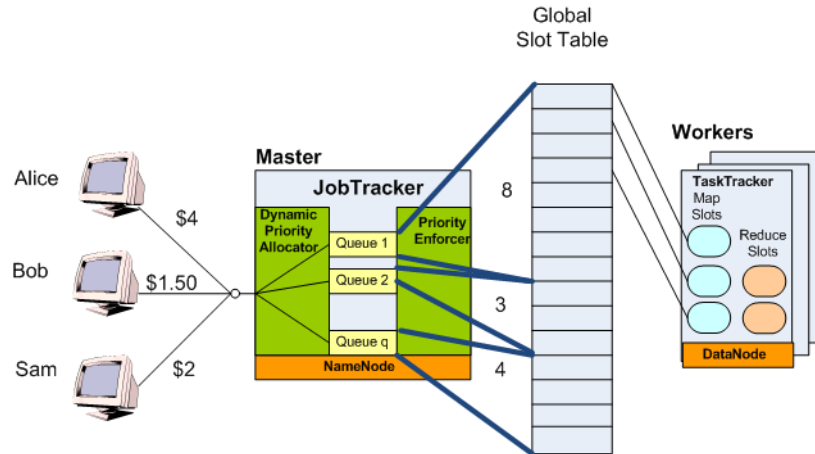 Global
Slot Table
Workers
Master
JobTracker
Alice
$4
Dynamic
Priority
Allocator
Priority
Enforcer
Queue 1
8
TaskTracker
Map
Slots
Reduce
Slots
Bob
$1.50
Queue 2
3
Sam
$2
Queue q
4
NameNode
DataNode